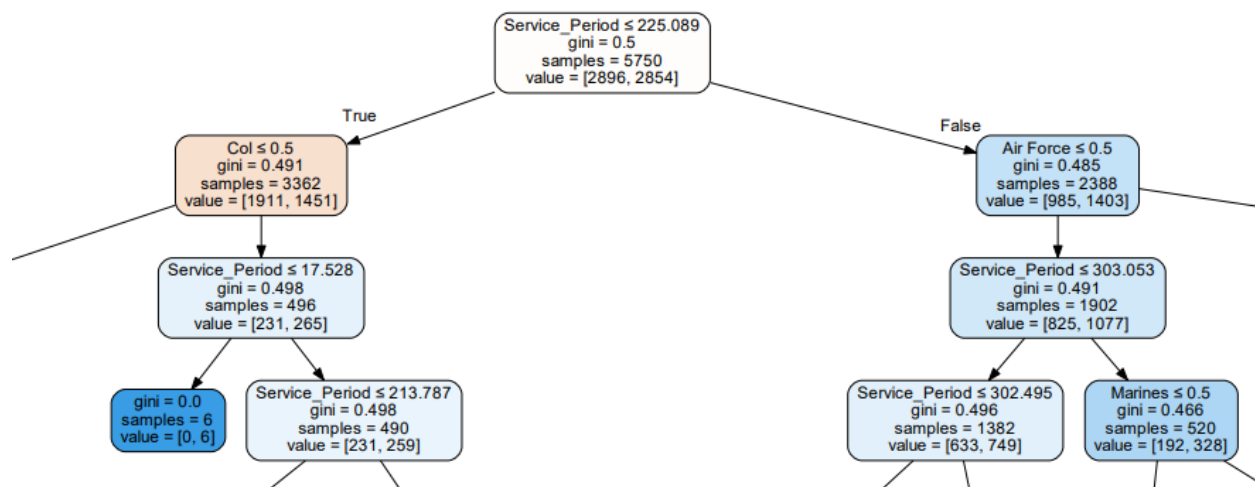 Service_Period ≤ 225.089
gini = 0.5
samples = 5750
value = [2896, 2854]
True
False
Col ≤ 0.5
gini = 0.491
samples = 3362
value = [1911, 1451]
Air Force ≤ 0.5
gini = 0.485
samples = 2388
value = [985, 1403]
Service_Period ≤ 17.528
gini = 0.498
samples = 496
value = [231, 265]
Service_Period ≤ 303.053
gini = 0.491
samples = 1902
value = [825, 1077]
gini = 0.0
samples = 6
value = [0, 6]
Service_Period ≤ 213.787
gini = 0.498
samples = 490
value = [231, 259]
Service_Period ≤ 302.495
gini = 0.496
samples = 1382
value = [633, 749]
Marines ≤ 0.5
gini = 0.466
samples = 520
value = [192, 328]